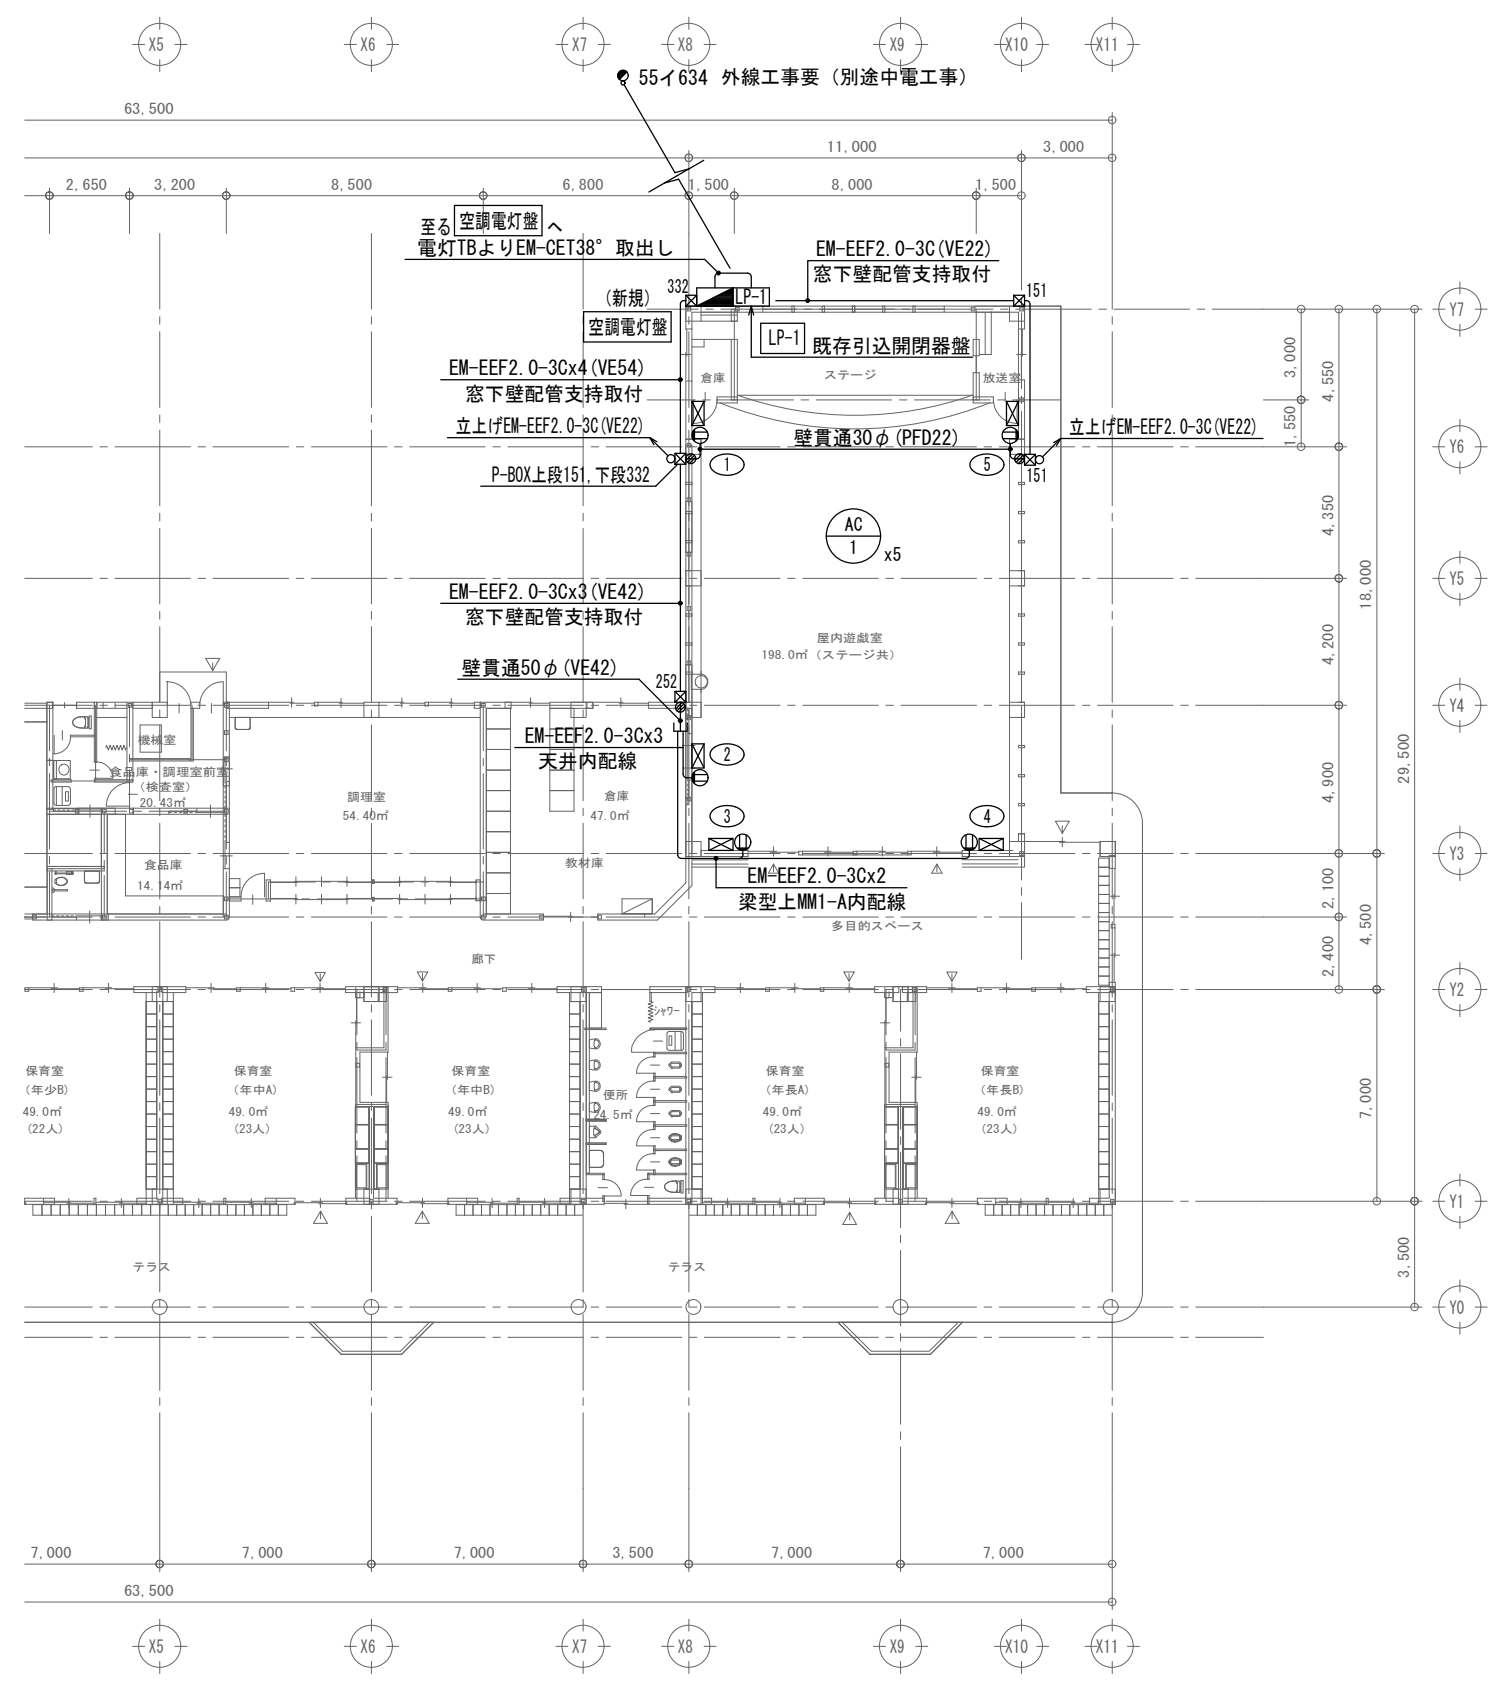 X5
X6
X7
X8
X9
X10
X11
55イ634 外線工事要（別途中電工事）
63,500
11,000
3,000
2,650
3,200
8,500
6,800
1,500
8,000
1,500
至る 空調電灯盤 へ
電灯TBよりEM-CET38° 取出し
EM-EEF2.0-3C(VE22)
窓下壁配管支持取付
332
LP-1
151
（新規）
空調電灯盤
LP-1 既存引込開閉器盤
Y7
EM-EEF2.0-3Cx4(VE54)
窓下壁配管支持取付
倉庫
ステージ
放送室
3,000
4,550
1,550
立上げEM-EEF2.0-3C(VE22)
壁貫通30φ(PFD22)
立上げEM-EEF2.0-3C(VE22)
Y6
P-BOX上段151,下段332
1
5
151
AC
1
x5
4,350
18,000
Y5
EM-EEF2.0-3Cx3(VE42)
窓下壁配管支持取付
屋内遊戯室
198.0㎡（ステージ共）
4,200
壁貫通50φ(VE42)
252
Y4
EM-EEF2.0-3Cx3
天井内配線
2
機械室
食品庫・調理室前室
（検査室）
20.43㎡
調理室
54.40㎡
倉庫
47.0㎡
3
4
4,900
29,500
教材庫
Y3
食品庫
14.14㎡
EM-EEF2.0-3Cx2
梁型上MM1-A内配線
多目的スペース
2,100
4,500
2,400
廊下
Y2
シャワー
保育室
（年少B）
49.0㎡
(22人)
保育室
（年中A）
49.0㎡
(23人)
保育室
（年中B）
49.0㎡
(23人)
便所
24.5㎡
保育室
（年長A）
49.0㎡
(23人)
保育室
（年長B）
49.0㎡
(23人)
7,000
Y1
テラス
テラス
3,500
Y0
7,000
7,000
7,000
3,500
7,000
7,000
63,500
X5
X6
X7
X8
X9
X10
X11